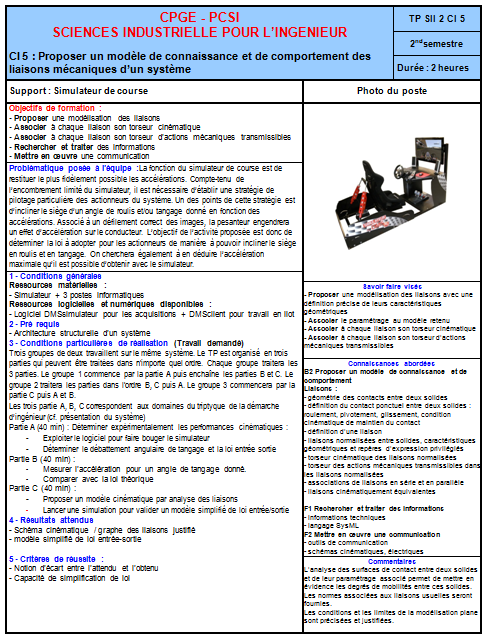 CPGE - PCSI
SCIENCES INDUSTRIELLE POUR L'INGENIEUR
CI 5 : Proposer un modèle de connaissance et de comportement des
liaisons mécaniques d'un système
TP SII 2 CI 5
2nd semestre
Durée : 2 heures
Support : Simulateur de course
Photo du poste
Objectifs de formation :
- Proposer une modélisation des liaisons
- Associer à chaque liaison son torseur cinématique
- Associer à chaque liaison son torseur d'actions mécaniques transmissibles
- Rechercher et traiter des informations
- Mettre en œuvre une communication
Problématique posée à l'équipe : La fonction du simulateur de course est de
restituer le plus fidèlement possible les accélérations. Compte-tenu de
l'encombrement limité du simulateur, il est nécessaire d'établir une stratégie de
pilotage particulière des actionneurs du système. Un des points de cette stratégie est
d'incliner le siège d'un angle de roulis et/ou tangage donné en fonction des
accélérations. Associé à un défilement correct des images, la pesanteur engendrera
un effet d'accélération sur le conducteur. L'objectif de l'activité proposée est donc de
déterminer la loi à adopter pour les actionneurs de manière à pouvoir incliner le siège
en roulis et en tangage. On cherchera également à en déduire l'accélération
maximale qu'il est possible d'obtenir avec le simulateur.
1 - Conditions générales
Ressources matérielles :
- Simulateur + 3 postes informatiques
Ressources logicielles et numériques disponibles :
- Logiciel DMSsimulator pour les acquisitions + DMSclient pour travail en îlot
2 - Pré requis
- Architecture structurelle d'un système
3 - Conditions particulières de réalisation (Travail demandé)
Trois groupes de deux travaillent sur le même système. Le TP est organisé en trois
parties qui peuvent être traitées dans n'importe quel ordre. Chaque groupe traitera les
3 parties. Le groupe 1 commence par la partie A puis enchaîne les parties B et C. Le
groupe 2 traitera les parties dans l'ordre B, C puis A. Le groupe 3 commencera par la
partie C puis A et B.
Les trois partie A, B, C correspondent aux domaines du triptyque de la démarche
d'ingénieur (cf. présentation du système)
Partie A (40 min) : Déterminer expérimentalement les performances cinématiques :
- Exploiter le logiciel pour faire bouger le simulateur
- Déterminer le débattement angulaire de tangage et la loi entrée sortie
Partie B (40 min) :
- Mesurer l'accélération pour un angle de tangage donné.
- Comparer avec la loi théorique
Partie C (40 min) :
- Proposer un modèle cinématique par analyse des liaisons
- Lancer une simulation pour valider un modèle simplifié de loi entrée/sortie
4 - Résultats attendus
- Schéma cinématique / graphe des liaisons justifié
- modèle simplifié de loi entrée-sortie
5 - Critères de réussite :
- Notion d'écart entre l'attendu et l'obtenu
- Capacité de simplification de loi
Savoir faire visés
- Proposer une modélisation des liaisons avec une
définition précise de leurs caractéristiques
géométriques
- Associer le paramétrage au modèle retenu
- Associer à chaque liaison son torseur cinématique
- Associer à chaque liaison son torseur d'actions
mécaniques transmissibles
Connaissances abordées
B2 Proposer un modèle de connaissance et de
comportement
Liaisons :
- géométrie des contacts entre deux solides
- définition du contact ponctuel entre deux solides :
roulement, pivotement, glissement, condition
cinématique de maintien du contact
- définition d'une liaison
- liaisons normalisées entre solides, caractéristiques
géométriques et repères d'expression privilégiés
- torseur cinématique des liaisons normalisées
- torseur des actions mécaniques transmissibles dans
les liaisons normalisées
- associations de liaisons en série et en parallèle
- liaisons cinématiquement équivalentes
F1 Rechercher et traiter des informations
- informations techniques
- langage SysML
F2 Mettre en œuvre une communication
- outils de communication
- schémas cinématiques, électriques
Commentaires
L'analyse des surfaces de contact entre deux solides
et de leur paramétrage associé permet de mettre en
évidence les degrés de mobilités entre ces solides.
Les normes associées aux liaisons usuelles seront
fournies.
Les conditions et les limites de la modélisation plane
sont précisées et justifiées.